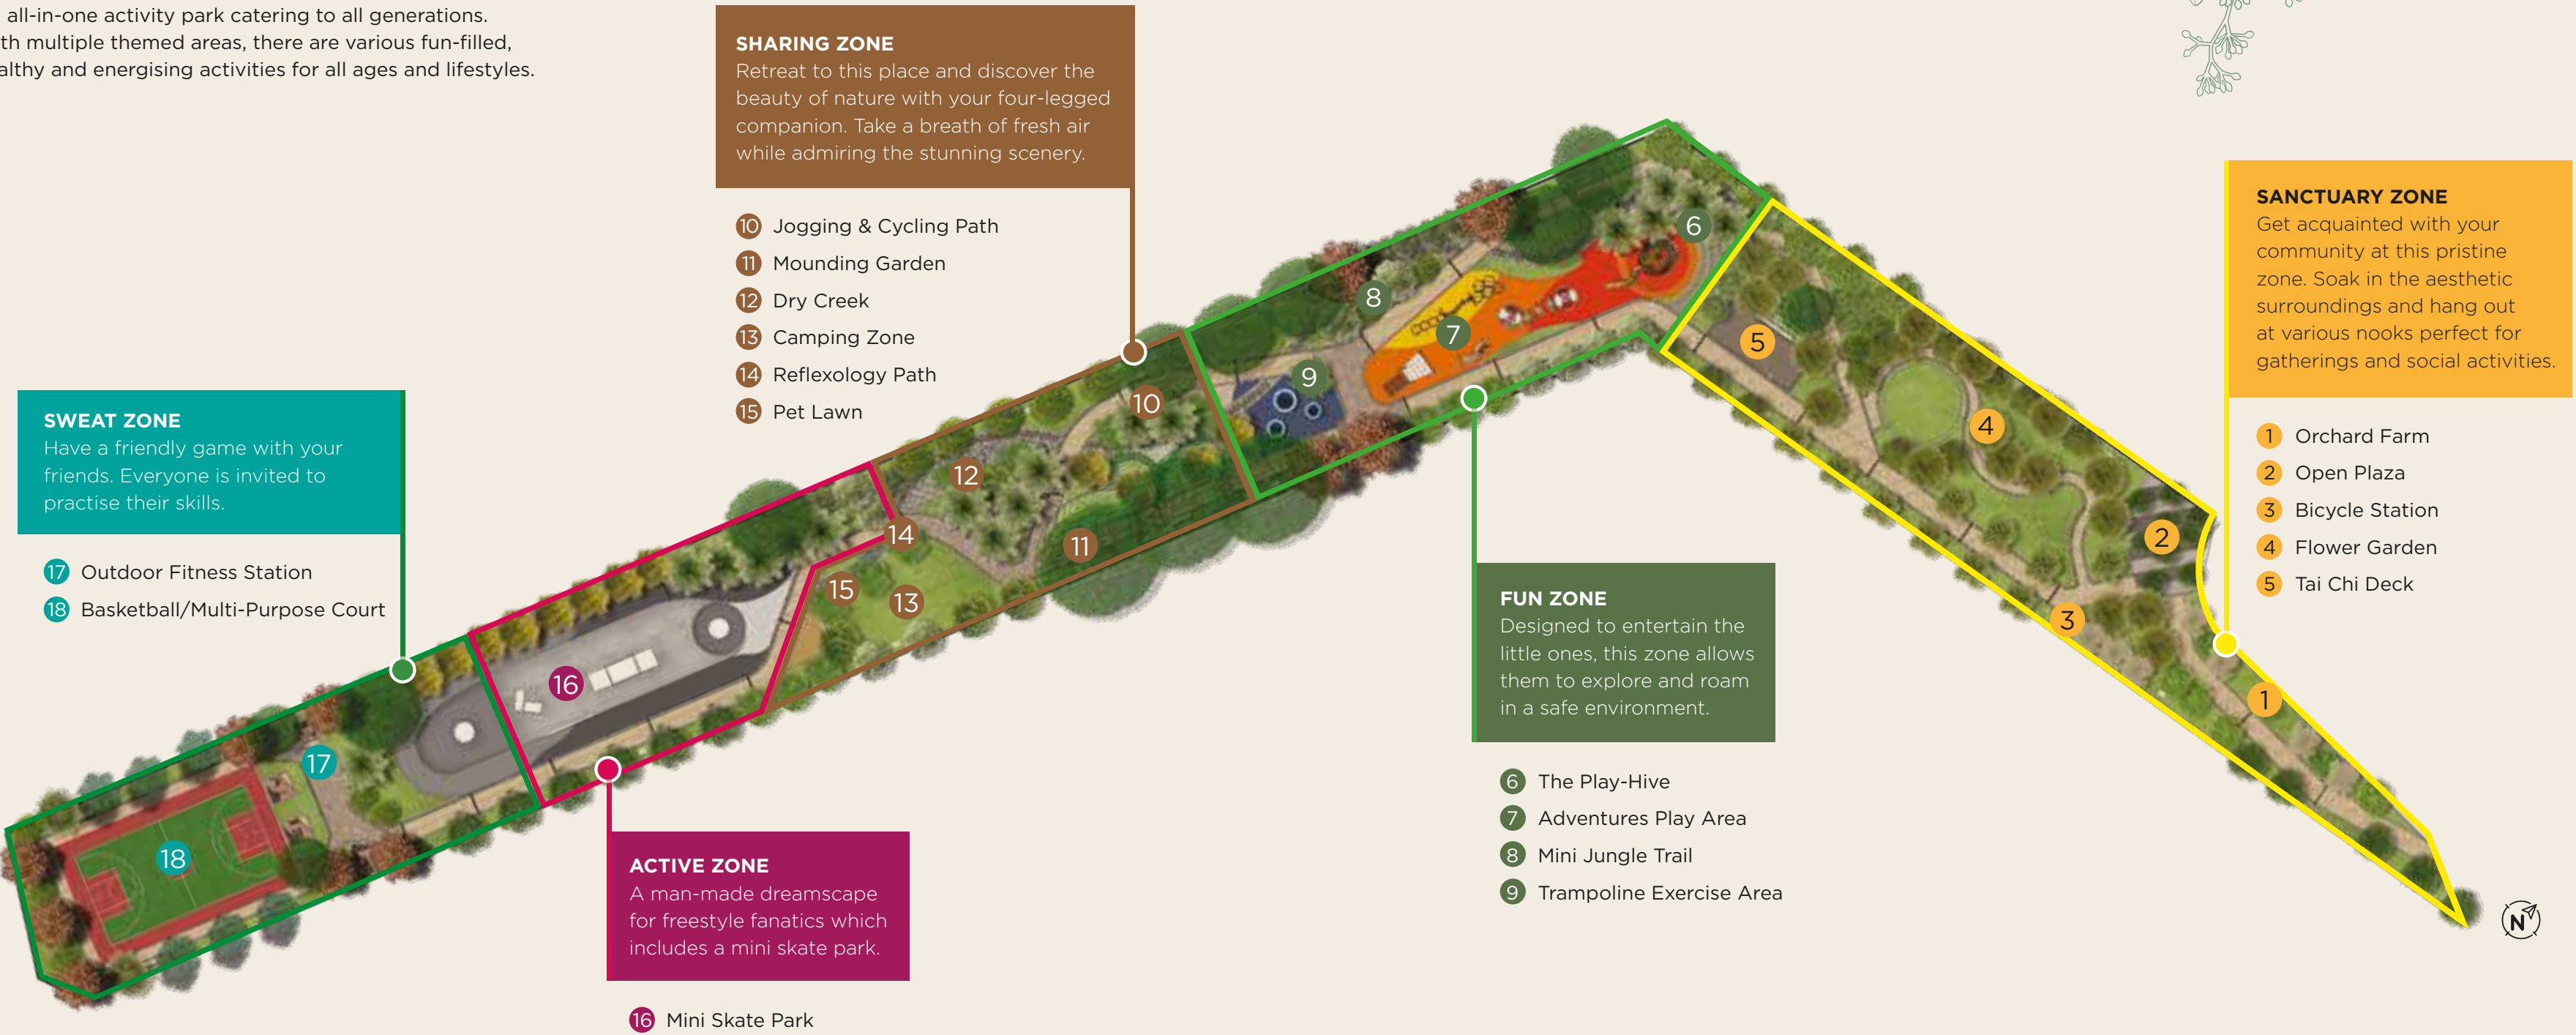 all-in-one activity park catering to all generations.
multiple themed areas, there are various fun-filled,
and energising activities for all ages and lifestyles.
SHARING ZONE
Retreat to this place and discover the
beauty of nature with your four-legged
companion. Take a breath of fresh air
while admiring the stunning scenery.
10 Jogging & Cycling Path
11 Mounding Garden
12 Dry Creek
13 Camping Zone
14 Reflexology Path
15 Pet Lawn
SWEAT ZONE
Have a friendly game with your
friends. Everyone is invited to
practise their skills.
17 Outdoor Fitness Station
18 Basketball/Multi-Purpose Court
ACTIVE ZONE
A man-made dreamscape
for freestyle fanatics which
includes a mini skate park.
16 Mini Skate Park
FUN ZONE
Designed to entertain the
little ones, this zone allows
them to explore and roam
in a safe environment.
6 The Play-Hive
7 Adventures Play Area
8 Mini Jungle Trail
9 Trampoline Exercise Area
SANCTUARY ZONE
Get acquainted with your
community at this pristine
zone. Soak in the aesthetic
surroundings and hang out
at various nooks perfect for
gatherings and social activities.
1 Orchard Farm
2 Open Plaza
3 Bicycle Station
4 Flower Garden
5 Tai Chi Deck
18
17
16
15
13
14
12
11
10
9
8
7
6
5
4
2
3
1
N